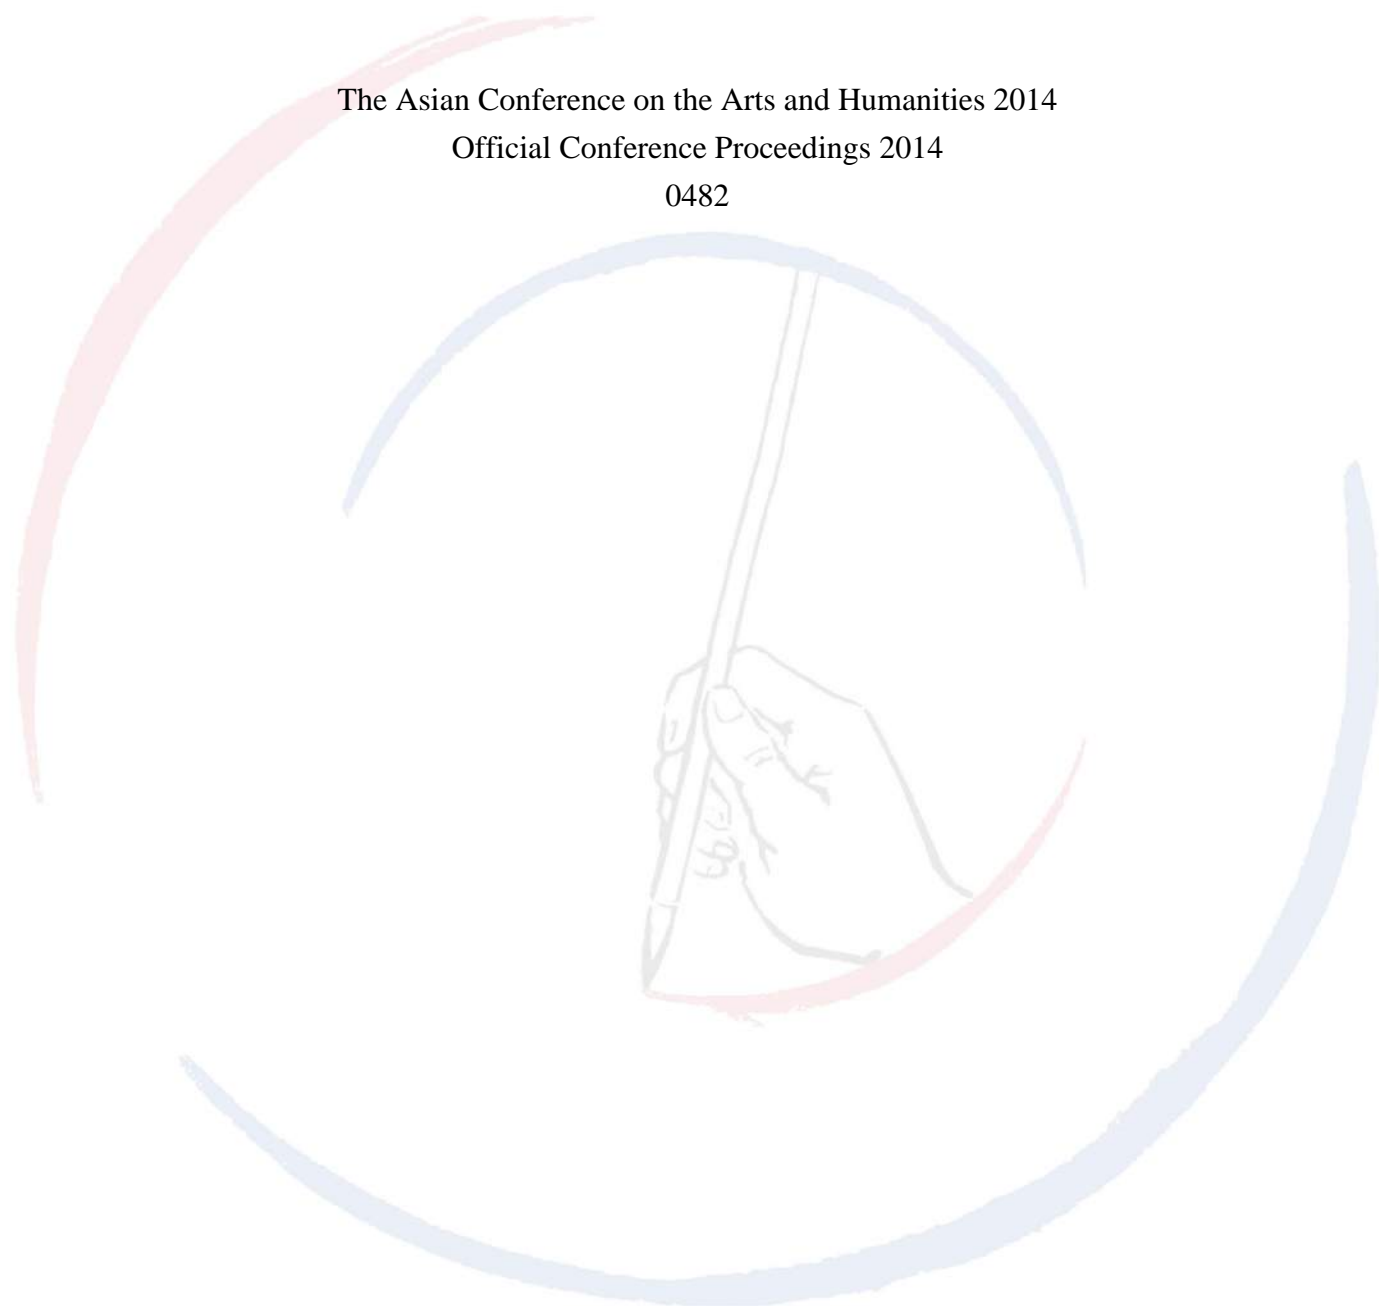 The Asian Conference on the Arts and Humanities 2014
Official Conference Proceedings 2014
0482